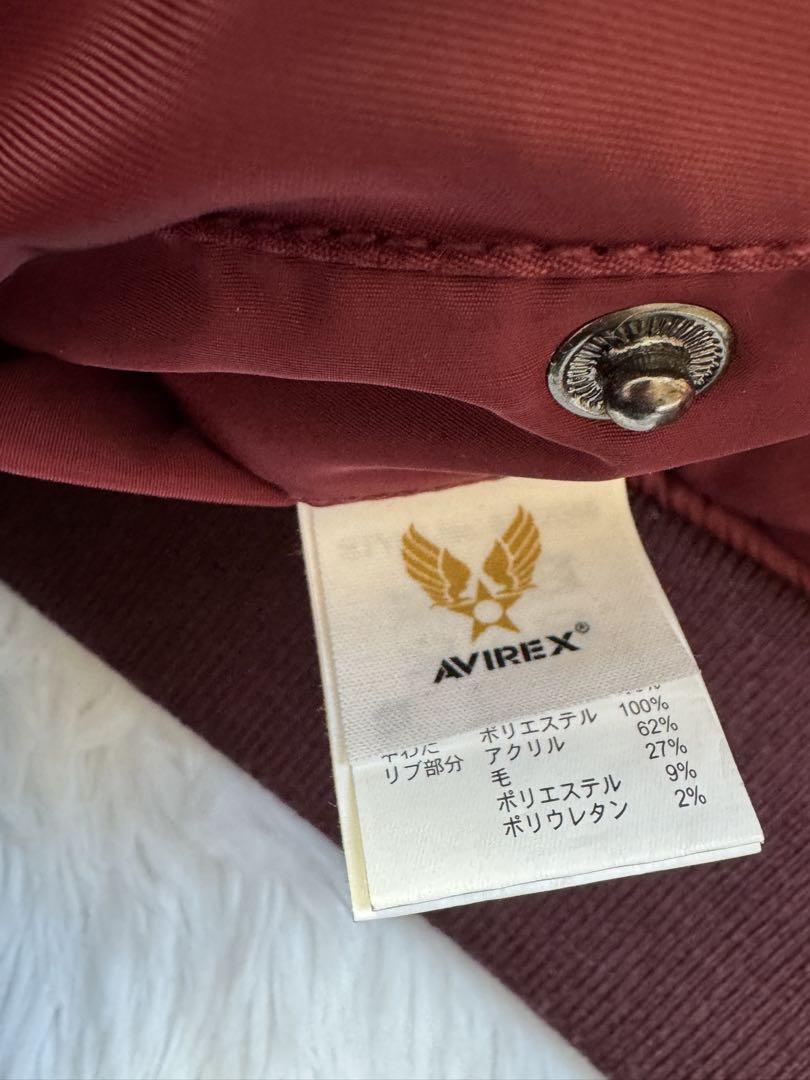 AVIREX®
ポリエステル 100%
リブ部分 アクリル 62%
毛 27%
ポリエステル 9%
ポリウレタン 2%